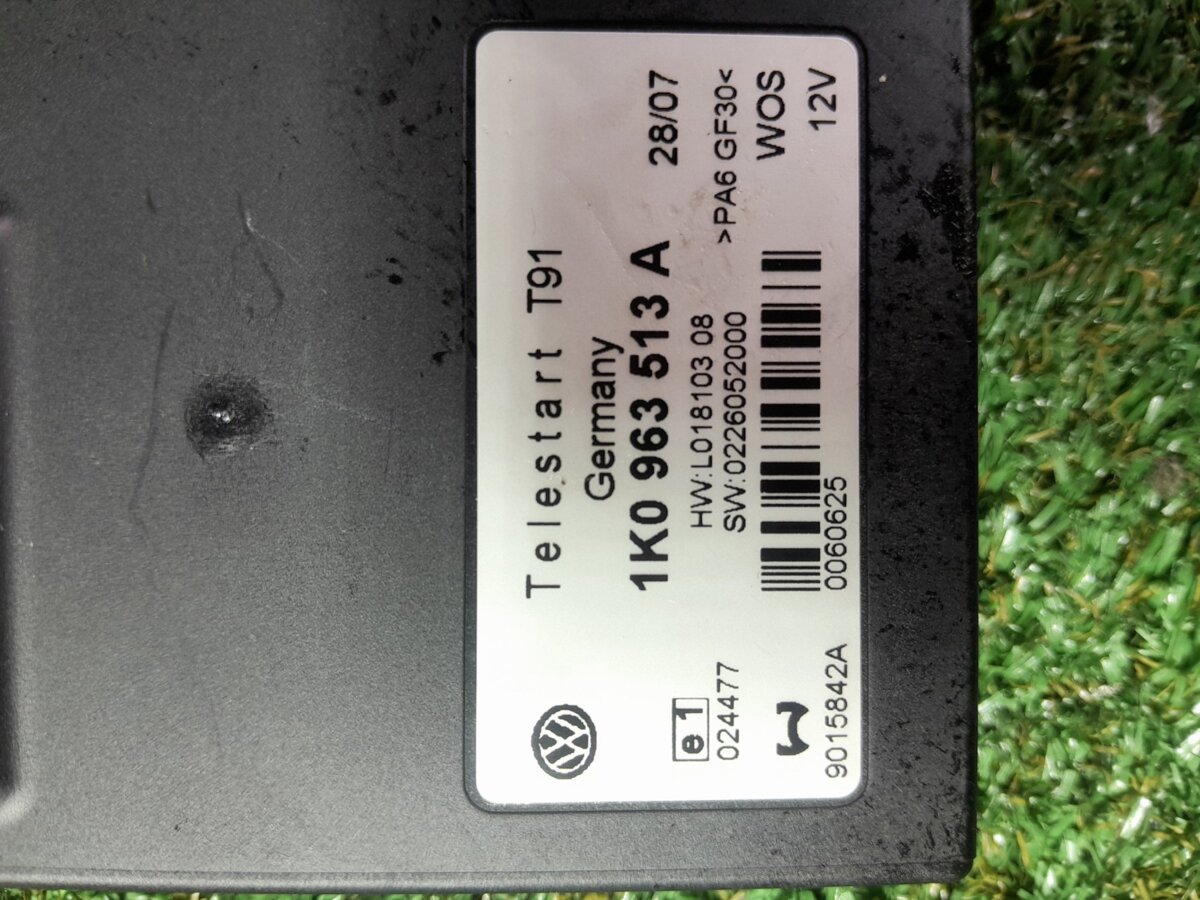 Telestart T91
Germany
1K0 963 513 A 28/07
HW:L018103 08
SW:0226052000
>PA6 GF30<
WOS
12V
0060625
VW
e1
024477
W
9015842A